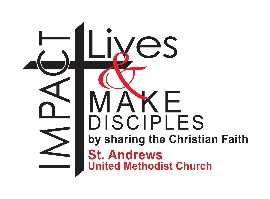 IMPACT
Lives
&
MAKE
DISCIPLES
by sharing the Christian Faith
St. Andrews
United Methodist Church